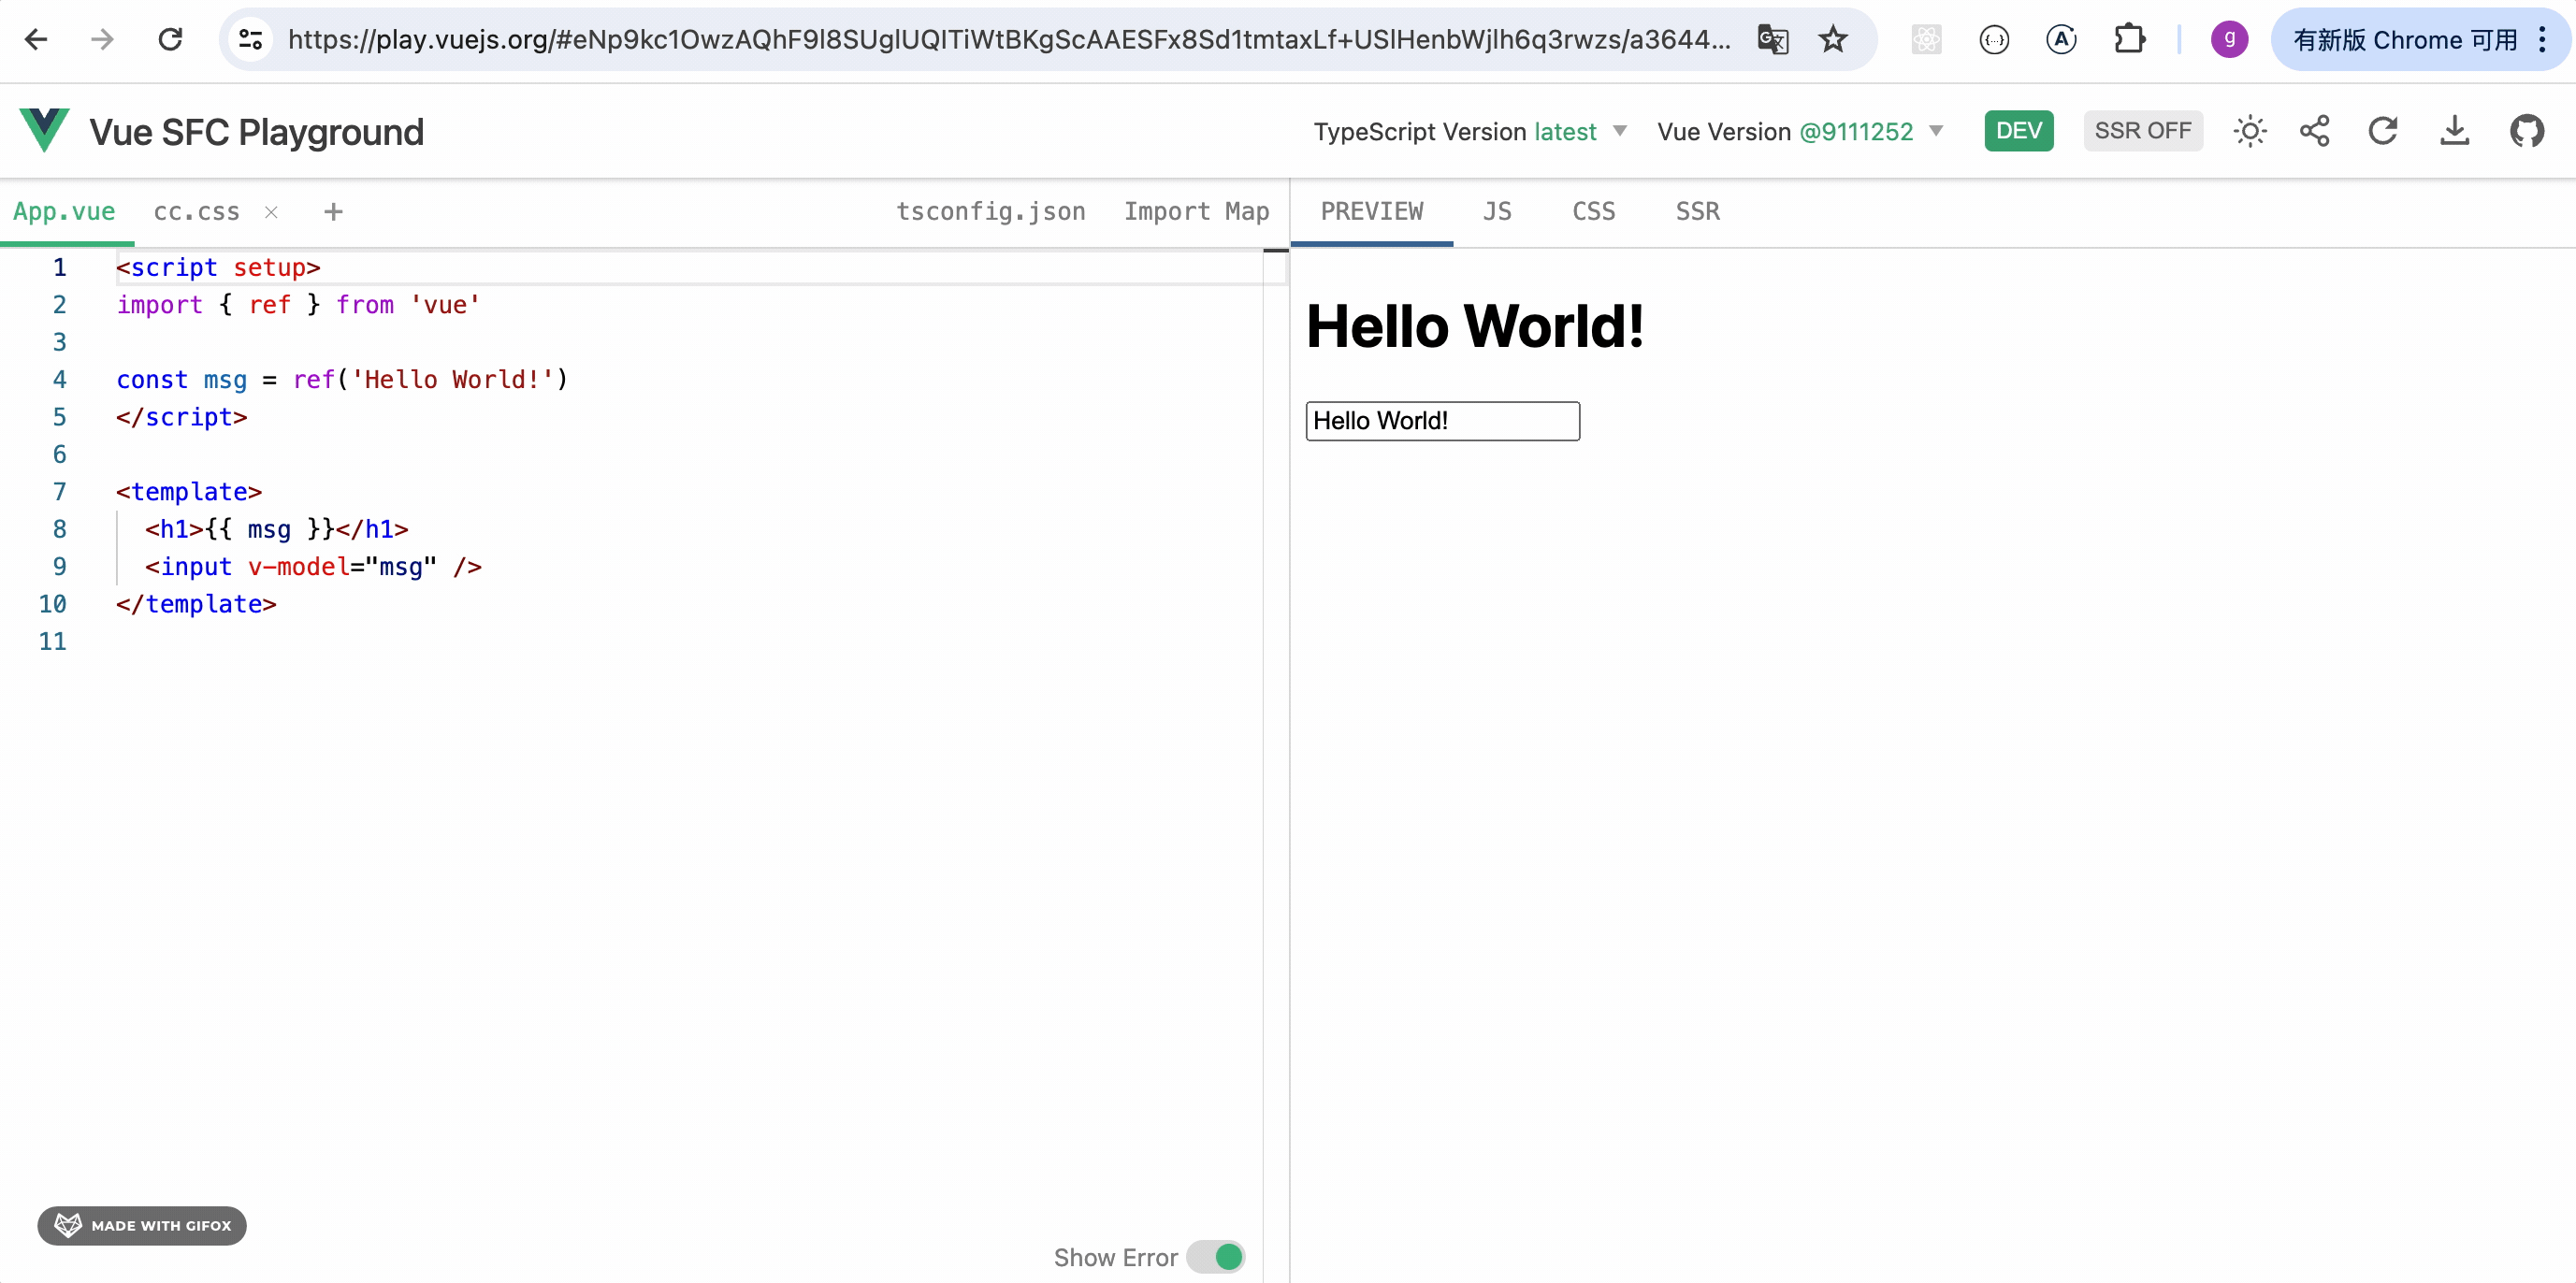 https://play.vuejs.org/#eNp9kc1OwzAQhF9l8SUglUQITiWtBKgScAAESFx8Sd1tmtaxLf+USlHenbWjlh6q3rwzs/a3644...
g
有新版 Chrome 可用
Vue SFC Playground
TypeScript Version latest
Vue Version @9111252
DEV
SSR OFF
App.vue
cc.css
tsconfig.json
Import Map
PREVIEW
JS
CSS
SSR
1 <script setup>
2 import { ref } from 'vue'
3
4 const msg = ref('Hello World!')
5 </script>
6
7 <template>
8 <h1>{{ msg }}</h1>
9 <input v-model="msg" />
10 </template>
11
Hello World!
Hello World!
MADE WITH GIFOX
Show Error